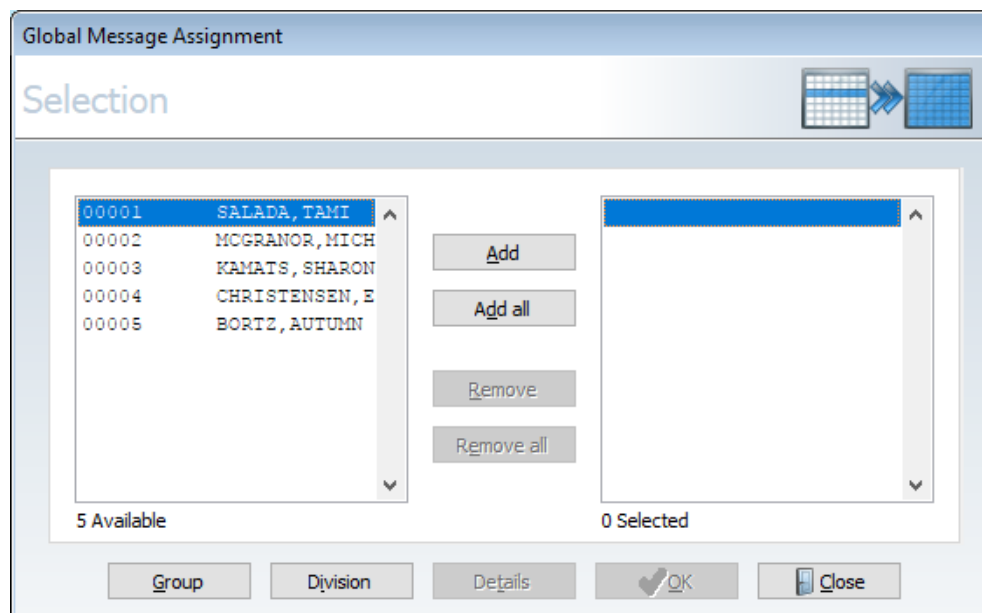 Global Message Assignment
Selection
00001 SALADA,TAMI
00002 MCGRANOR,MICH
00003 KAMATS,SHARON
00004 CHRISTENSEN,E
00005 BORTZ,AUTUMN
Add
Add all
Remove
Remove all
5 Available
0 Selected
Group
Division
Details
OK
Close